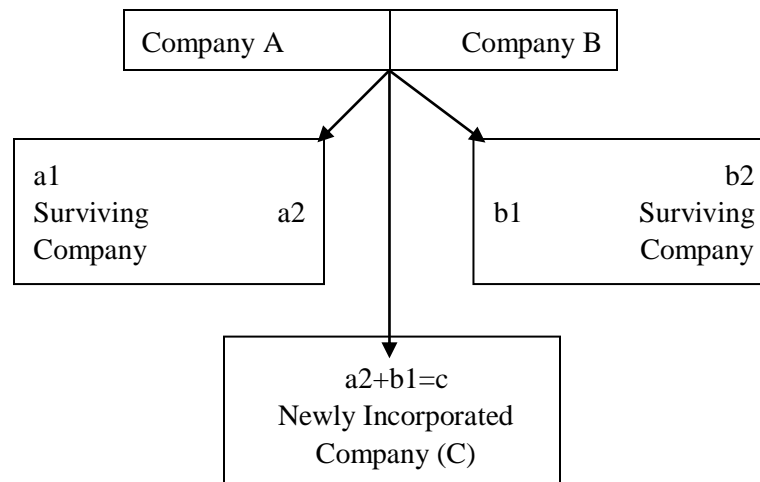 Company A Company B
a1 b2
Surviving a2 b1 Surviving
Company Company
a2+b1=c
Newly Incorporated
Company (C)